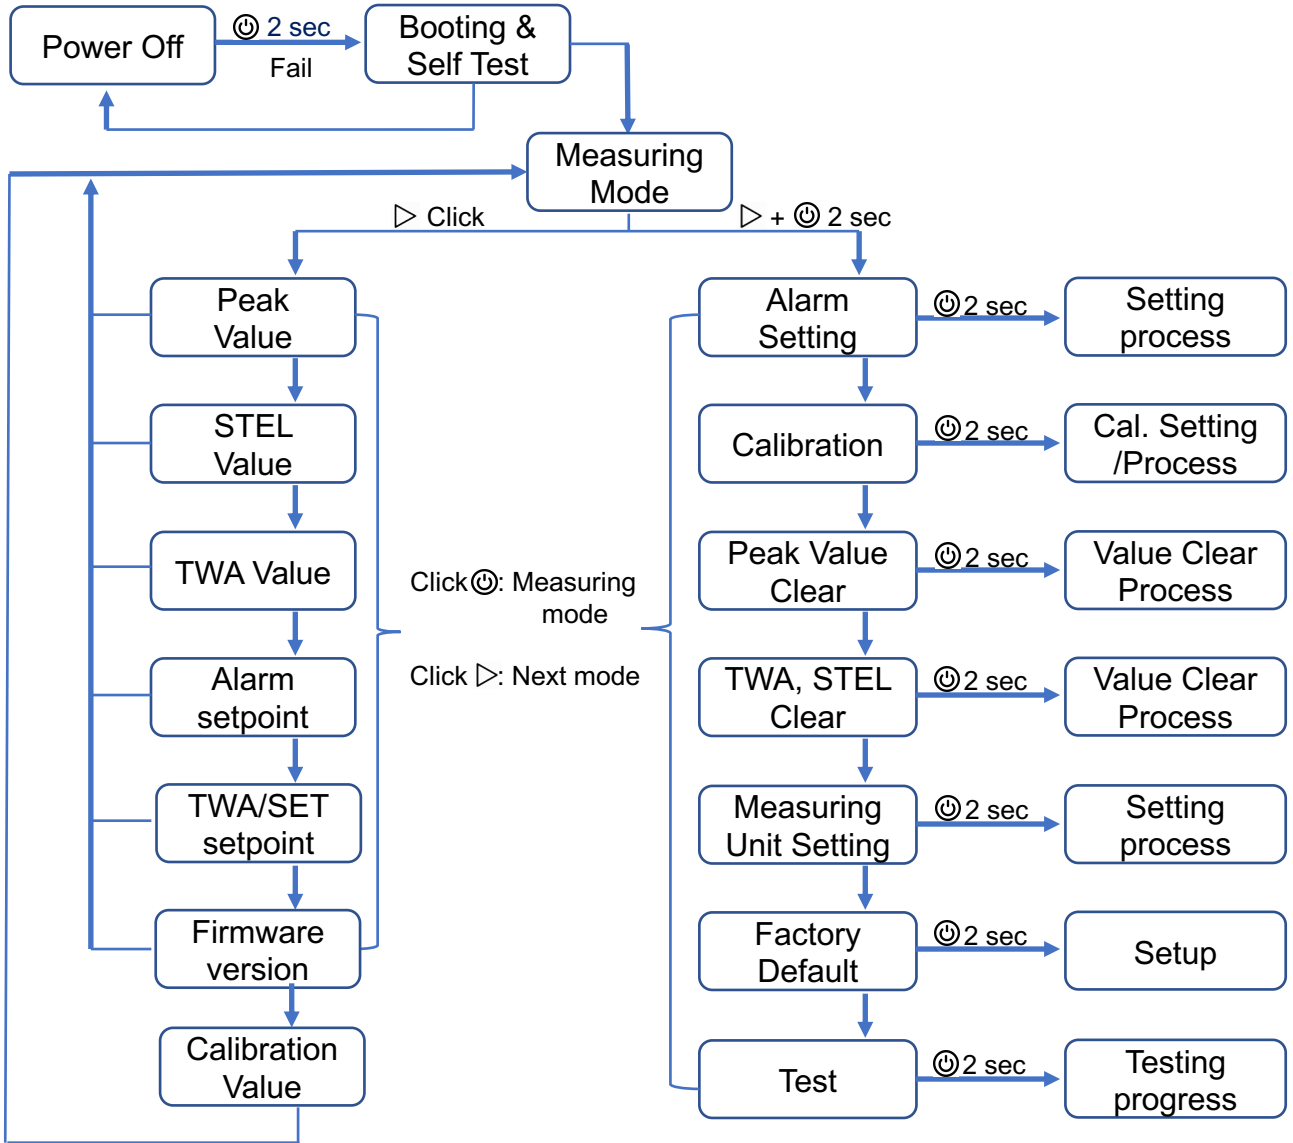 Power Off
2 sec
Fail
Booting &
Self Test
Measuring
Mode
Click
+ 2 sec
Peak
Value
STEL
Value
TWA Value
Alarm
setpoint
TWA/SET
setpoint
Firmware
version
Calibration
Value
Click : Measuring
mode
Click : Next mode
Alarm
Setting
2 sec
Setting
process
Calibration
2 sec
Cal. Setting
/Process
Peak Value
Clear
2 sec
Value Clear
Process
TWA, STEL
Clear
2 sec
Value Clear
Process
Measuring
Unit Setting
2 sec
Setting
process
Factory
Default
2 sec
Setup
Test
2 sec
Testing
progress